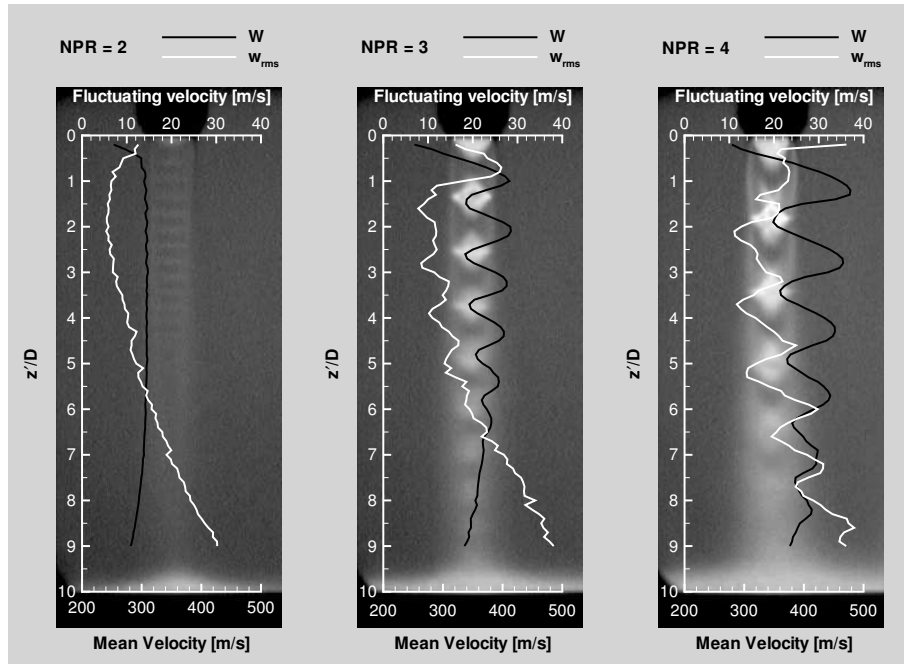 NPR = 2
W
w rms
Fluctuating velocity [m/s]
0 10 20 30 40
0
1
2
3
4
5
6
7
8
9
10
z′/D
200 300 400 500
Mean Velocity [m/s]
NPR = 3
W
w rms
Fluctuating velocity [m/s]
0 10 20 30 40
0
1
2
3
4
5
6
7
8
9
10
z′/D
200 300 400 500
Mean Velocity [m/s]
NPR = 4
W
w rms
Fluctuating velocity [m/s]
0 10 20 30 40
0
1
2
3
4
5
6
7
8
9
10
z′/D
200 300 400 500
Mean Velocity [m/s]